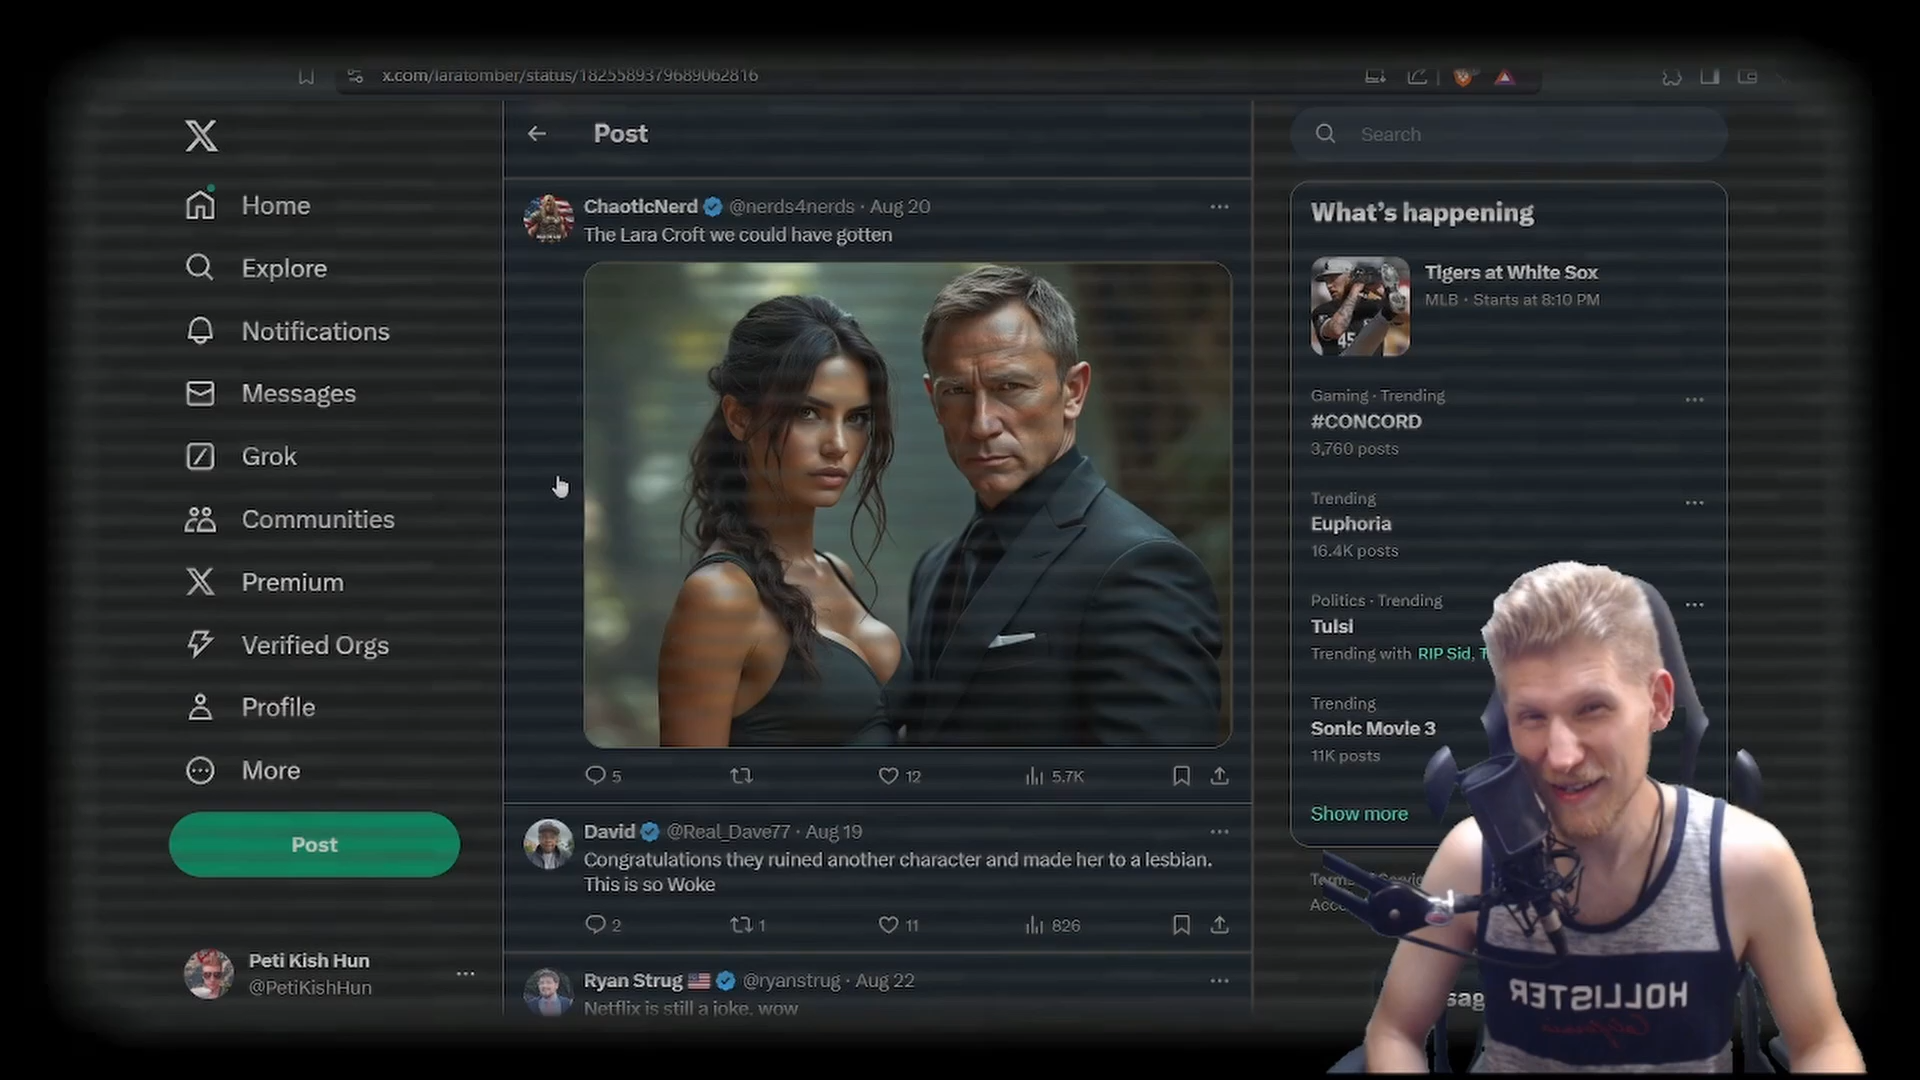 x.com/laratomber/status/1825589379689062816
Home
Explore
Notifications
Messages
Grok
Communities
Premium
Verified Orgs
Profile
More
Post
Peti Kish Hun
@PetiKishHun
Post
ChaoticNerd @nerds4nerds · Aug 20
The Lara Croft we could have gotten
5 12 5.7K
David @Real_Dave77 · Aug 19
Congratulations they ruined another character and made her to a lesbian.
This is so Woke
2 1 11 826
Ryan Strug @ryanstrug · Aug 22
Netflix is still a joke, wow
Search
What's happening
Tigers at White Sox
MLB · Starts at 8:10 PM
45
Gaming · Trending
#CONCORD
3,760 posts
Trending
Euphoria
16.4K posts
Politics · Trending
Tulsi
Trending with RIP Sid, T
Trending
Sonic Movie 3
11K posts
Show more
HOLLISTER
California